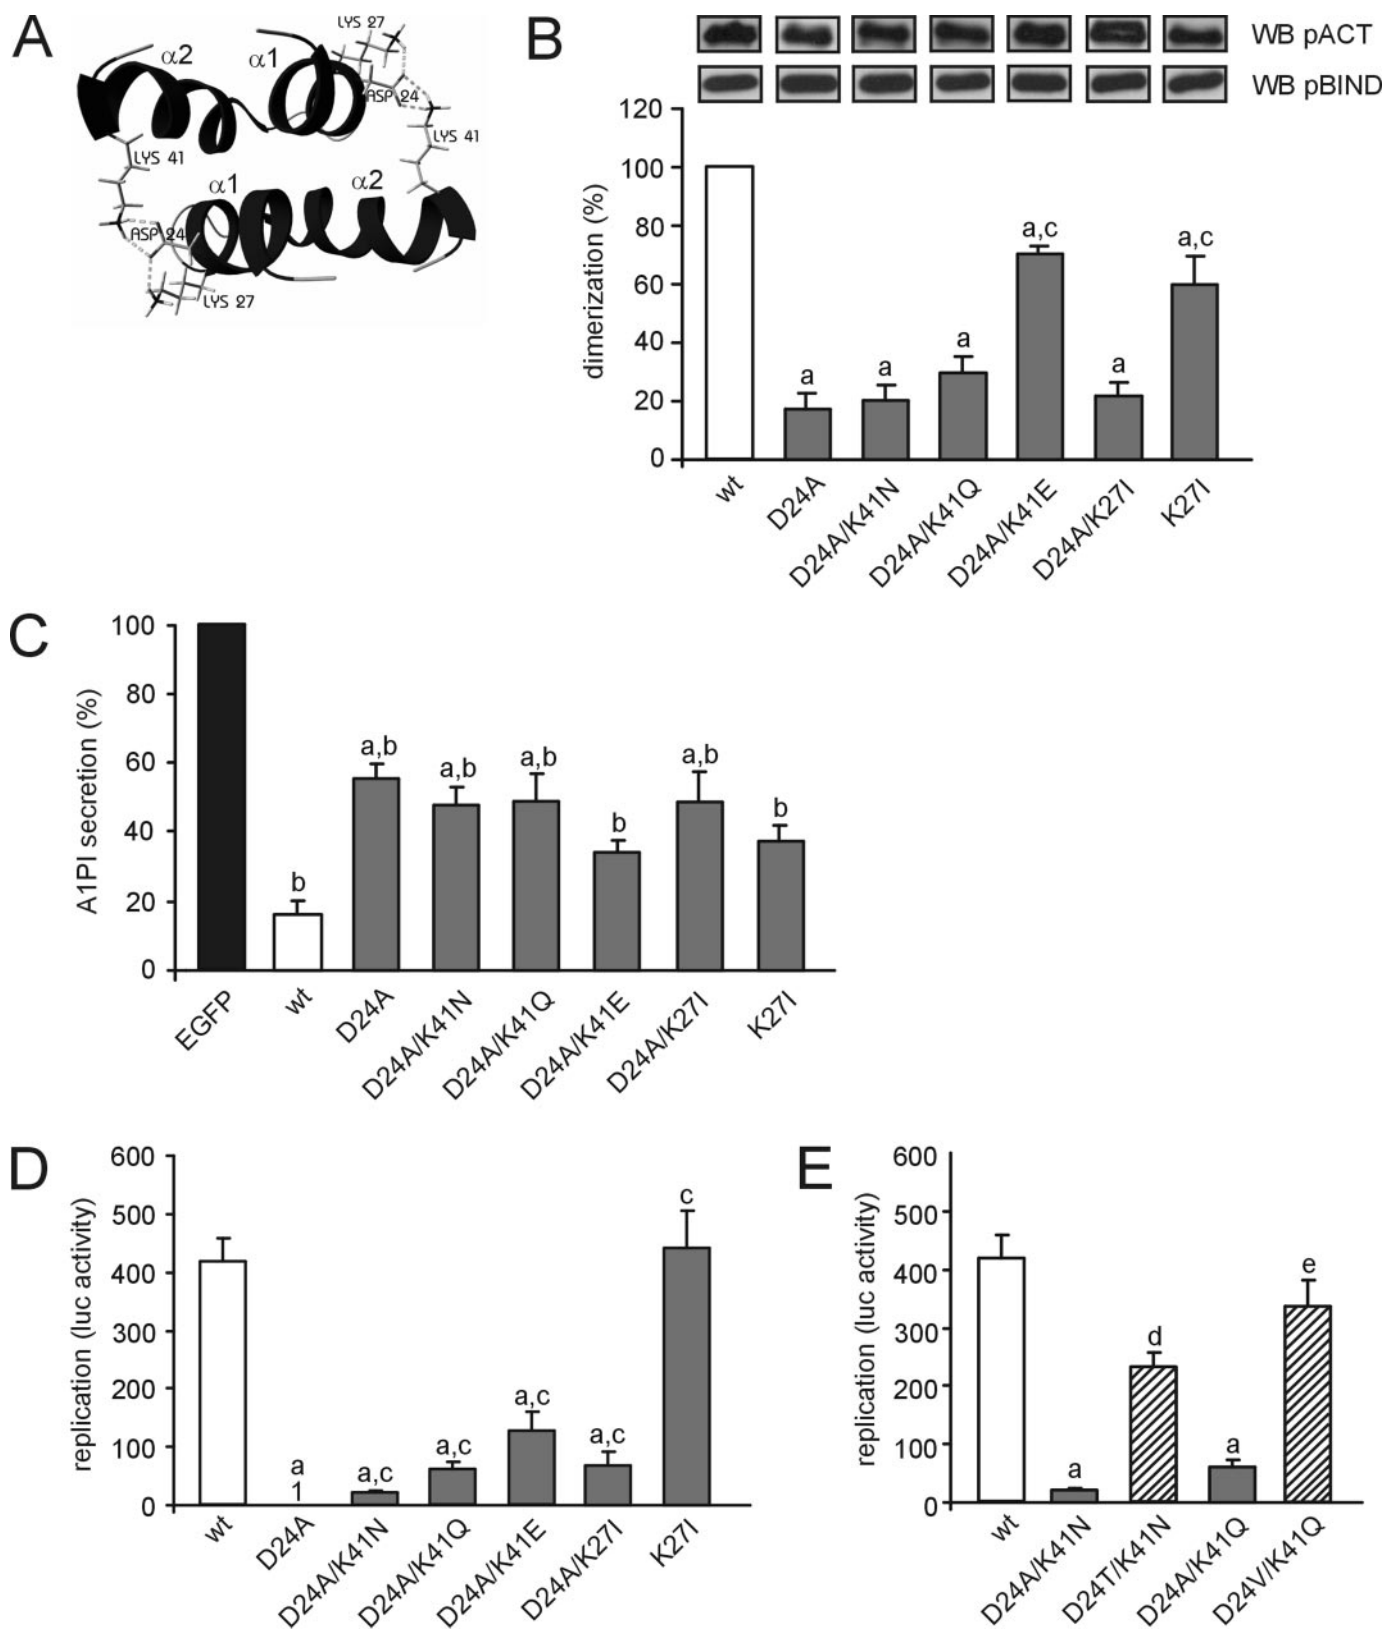 A
LYS 27
α2
α1
ASP 24
LYS 41
LYS 41
α1
α2
ASP 24
LYS 27
B
WB pACT
WB pBIND
dimerization (%)
120
100
80
60
40
20
0
a
a
a
a,c
a
a,c
wt
D24A
D24A/K41N
D24A/K41Q
D24A/K41E
D24A/K27I
K27I
C
A1PI secretion (%)
100
80
60
40
20
0
b
a,b
a,b
a,b
b
a,b
b
EGFP
wt
D24A
D24A/K41N
D24A/K41Q
D24A/K41E
D24A/K27I
K27I
D
replication (luc activity)
600
500
400
300
200
100
0
a
1
a,c
a,c
a,c
a,c
c
wt
D24A
D24A/K41N
D24A/K41Q
D24A/K41E
D24A/K27I
K27I
E
replication (luc activity)
600
500
400
300
200
100
0
a
d
a
e
wt
D24A/K41N
D24T/K41N
D24A/K41Q
D24V/K41Q